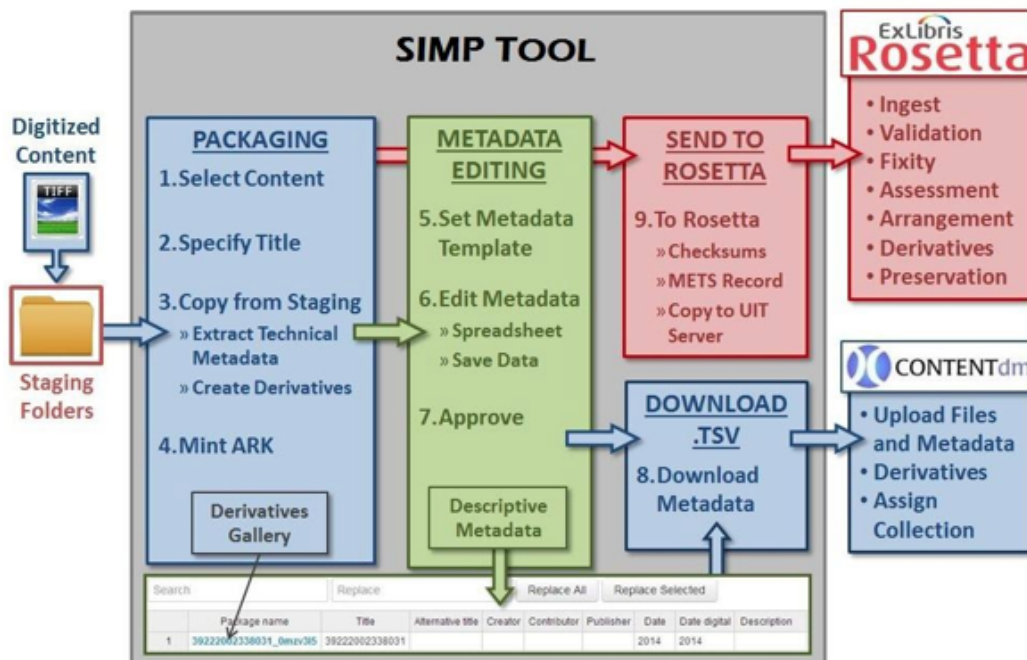 SIMP TOOL
Digitized
Content
TIFF
Staging
Folders
PACKAGING
1.Select Content
2.Specify Title
3.Copy from Staging
» Extract Technical
Metadata
» Create Derivatives
4.Mint ARK
Derivatives
Gallery
METADATA
EDITING
5.Set Metadata
Template
6.Edit Metadata
» Spreadsheet
» Save Data
7.Approve
Descriptive
Metadata
SEND TO
ROSETTA
9.To Rosetta
» Checksums
» METS Record
» Copy to UIT
Server
DOWNLOAD
.TSV
8.Download
Metadata
ExLibris
Rosetta
• Ingest
• Validation
• Fixity
• Assessment
• Arrangement
• Derivatives
• Preservation
CONTENTdm
• Upload Files
and Metadata
• Derivatives
• Assign
Collection
Search Replace Replace All Replace Selected
Package name Title Alternative title Creator Contributor Publisher Date Date digital Description
1 39222002338031_0mzv3l5 39222002338031 2014 2014